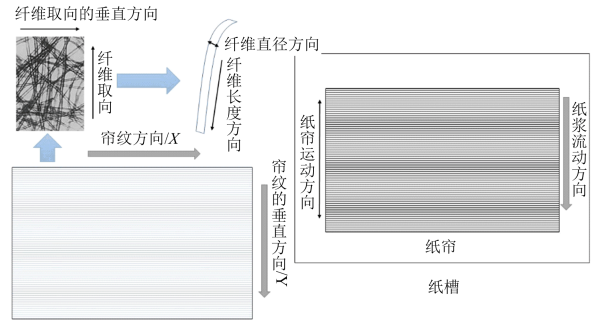 纤维取向的垂直方向
纤维取向
纤维直径方向
纤维长度方向
帘纹方向/X
帘纹的垂直方向/Y
纸帘运动方向
纸浆流动方向
纸帘
纸槽